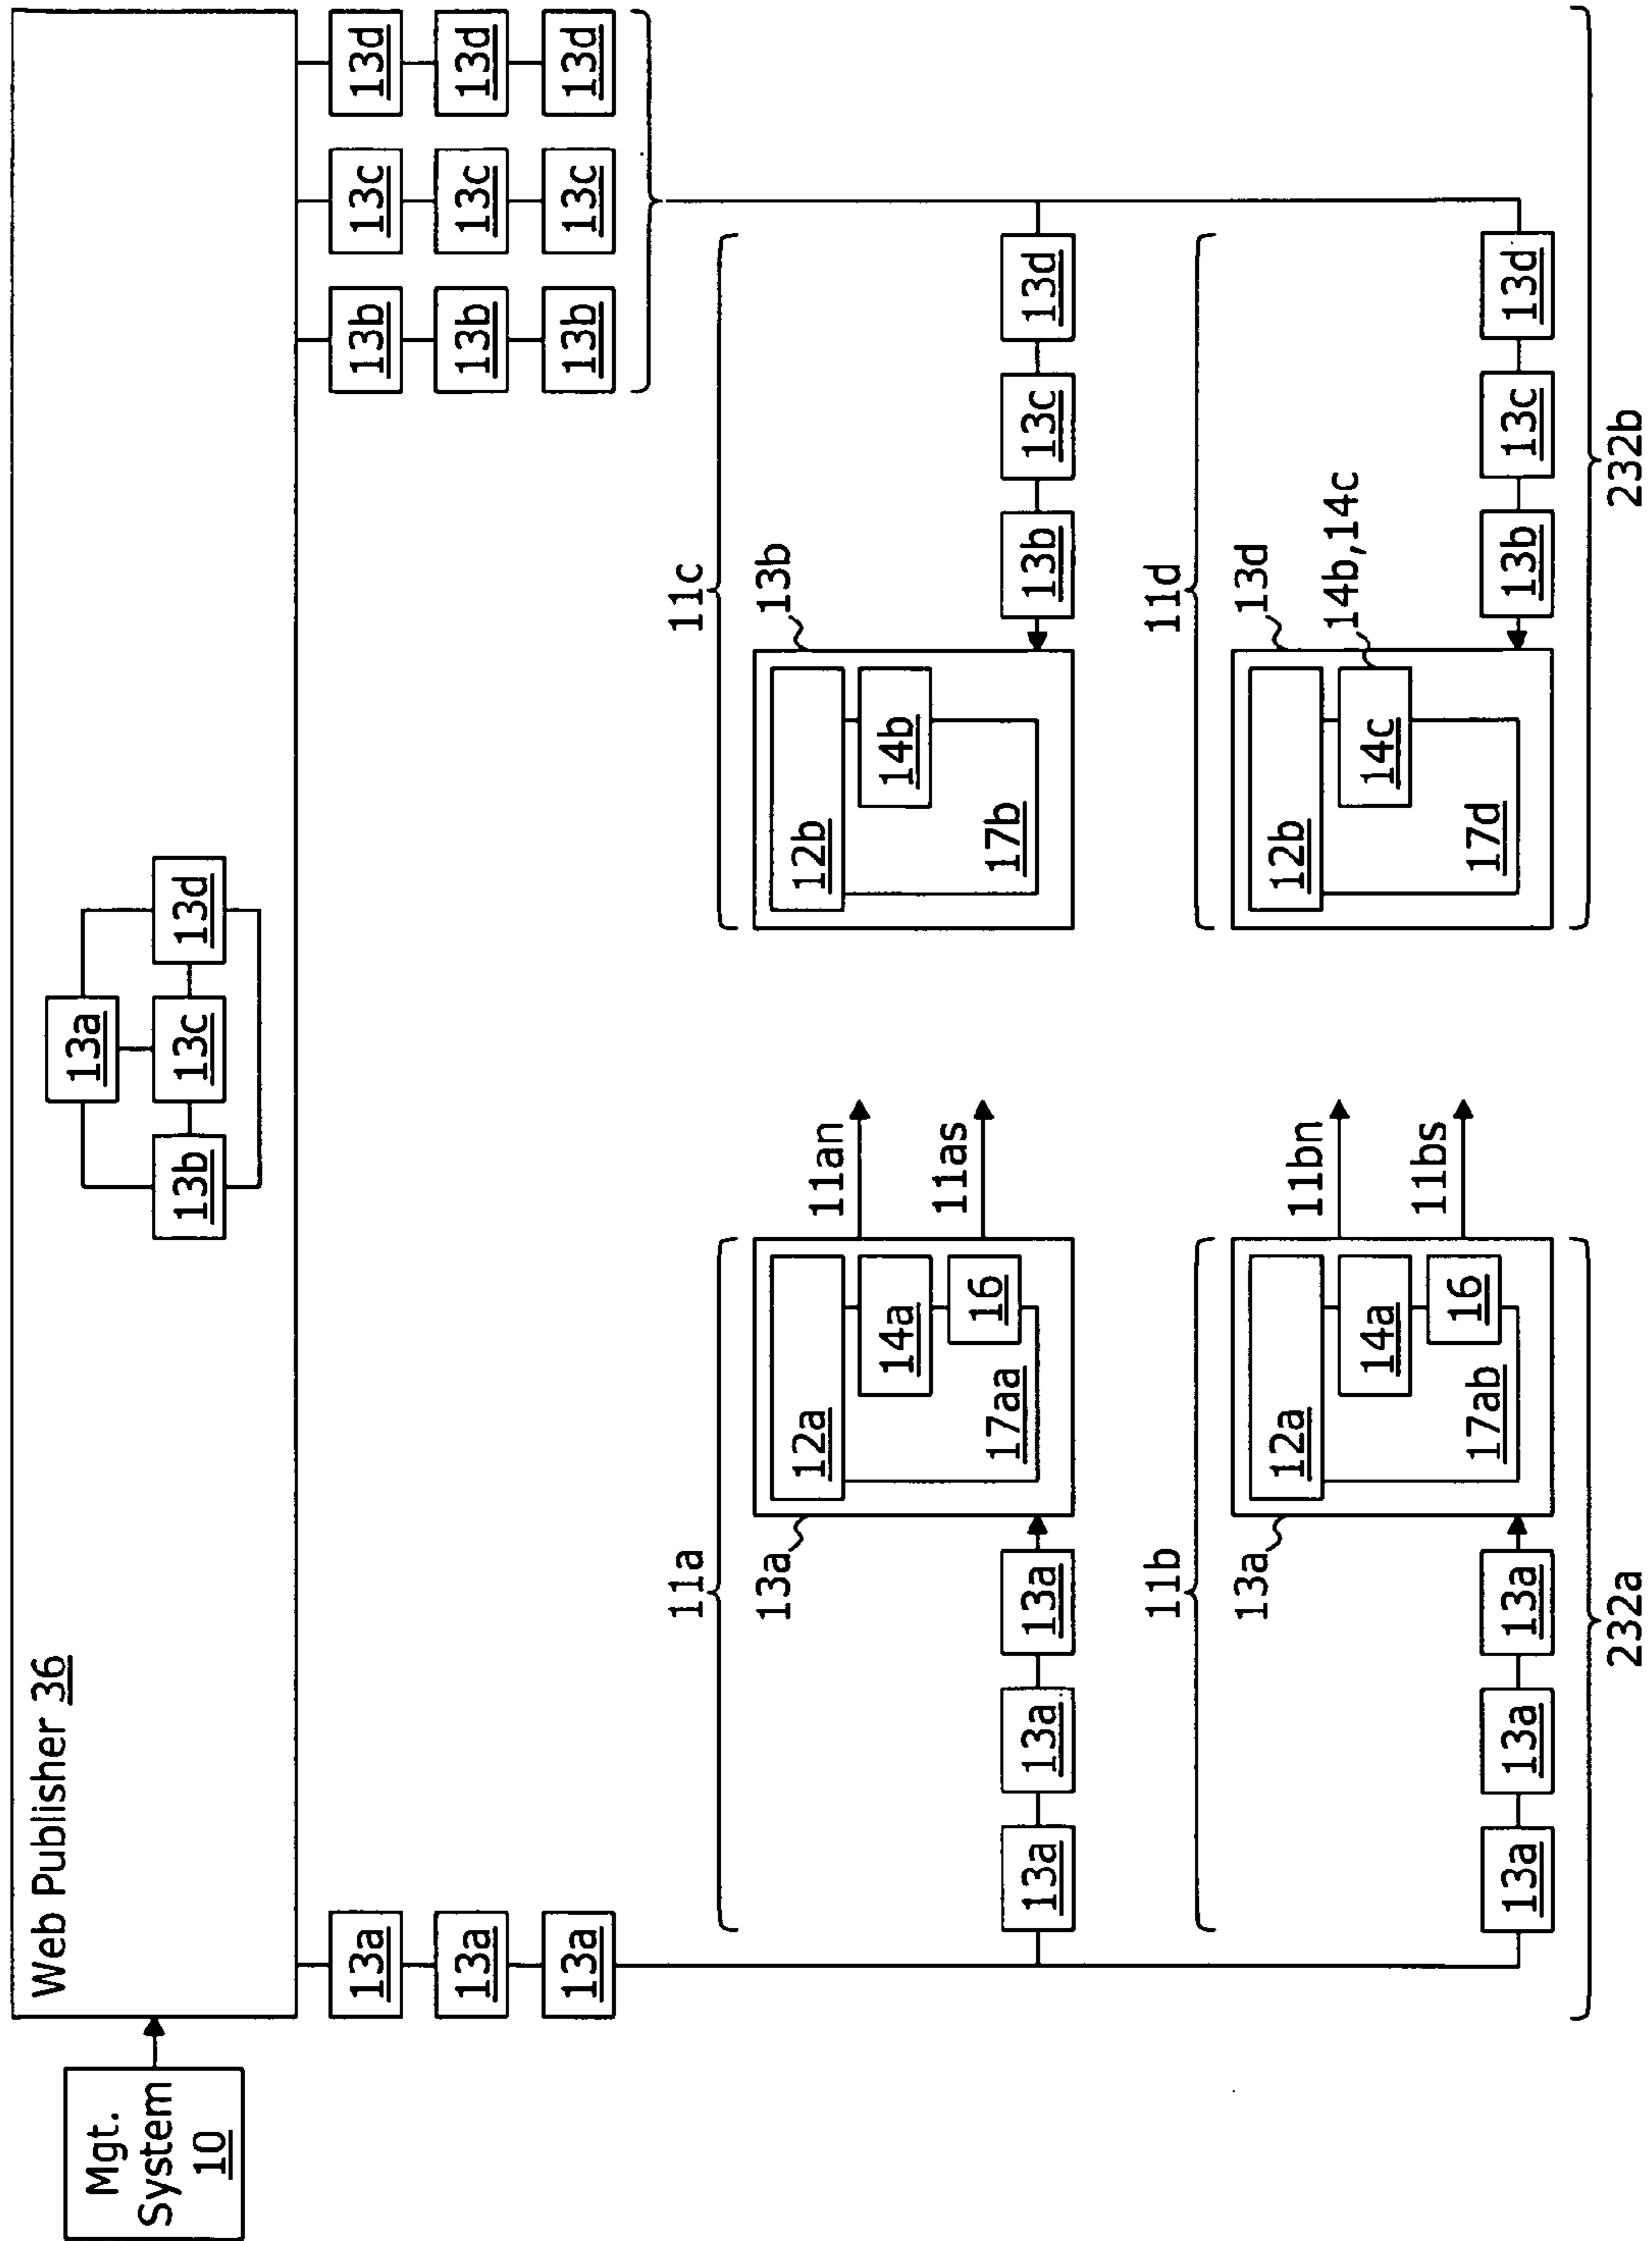 Web Publisher 36
Mgt.
System
10
13a
13b 13c 13d
13a 13b 13c 13d
13a 13b 13c 13d
13a 13b 13c 13d
11a 11c
13a 13b
12a 11an 12b
14a 14b
11as
16
17aa 17b
13a 13a 13a 13b 13c 13d
11b 11d
13a 13d
12a 11bn 12b
14b,14c
14a 14c
11bs
16
17ab 17d
13a 13a 13a 13b 13c 13d
232a 232b